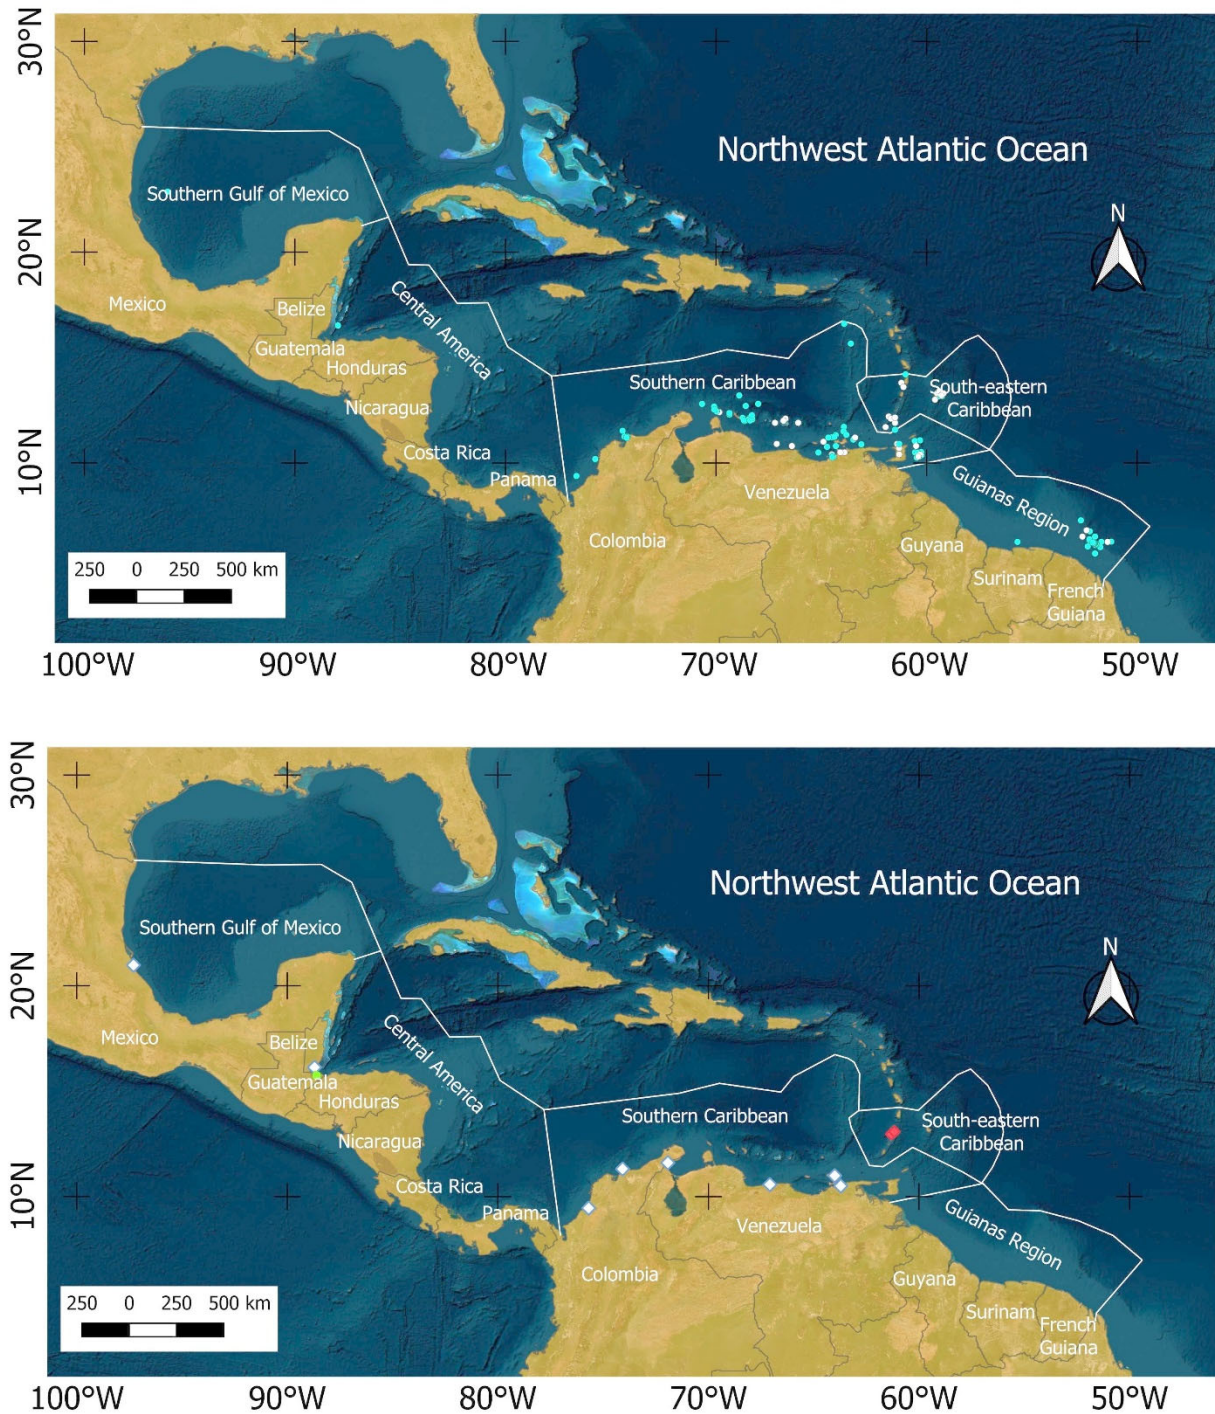 30°N
Northwest Atlantic Ocean
Southern Gulf of Mexico
N
20°N
Mexico
Belize
Central America
Guatemala
Honduras
Southern Caribbean
South-eastern
Caribbean
Nicaragua
Costa Rica
10°N
Panama
Venezuela
Guianas Region
Colombia
Guyana
250 0 250 500 km
Surinam
French
Guiana
100°W 90°W 80°W 70°W 60°W 50°W
30°N
Northwest Atlantic Ocean
Southern Gulf of Mexico
N
20°N
Mexico
Belize
Central America
Guatemala
Honduras
Southern Caribbean
South-eastern
Caribbean
Nicaragua
Costa Rica
10°N
Panama
Venezuela
Guianas Region
Colombia
Guyana
250 0 250 500 km
Surinam
French
Guiana
100°W 90°W 80°W 70°W 60°W 50°W